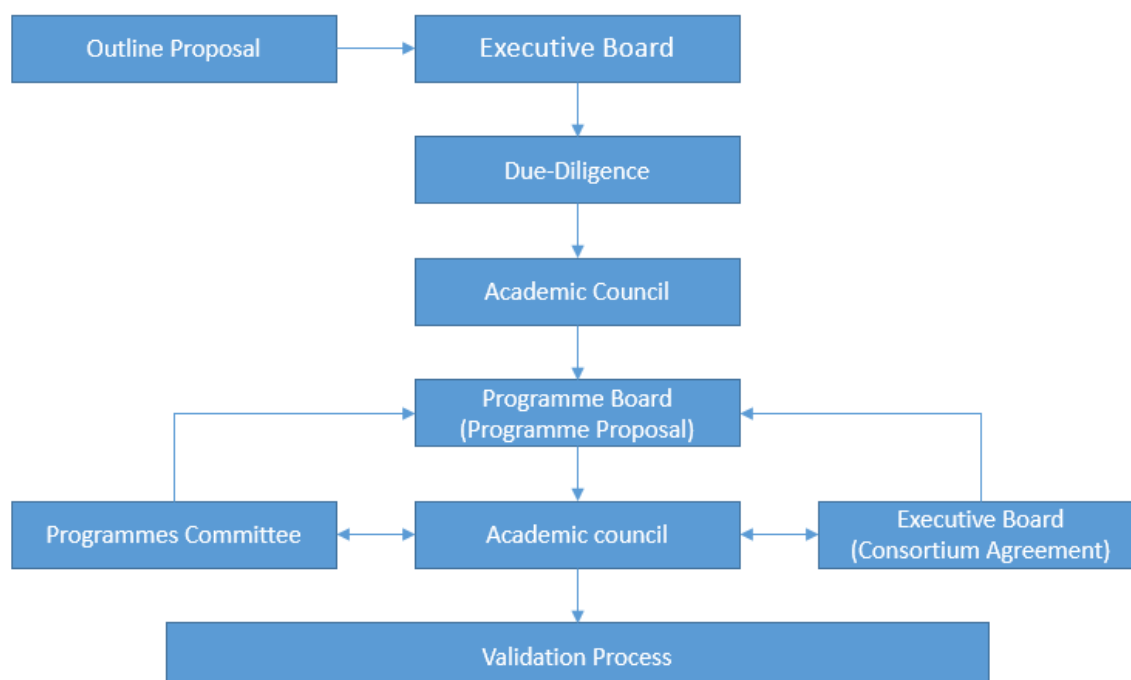 Outline Proposal
Executive Board
Due-Diligence
Academic Council
Programme Board
(Programme Proposal)
Programmes Committee
Academic council
Executive Board
(Consortium Agreement)
Validation Process